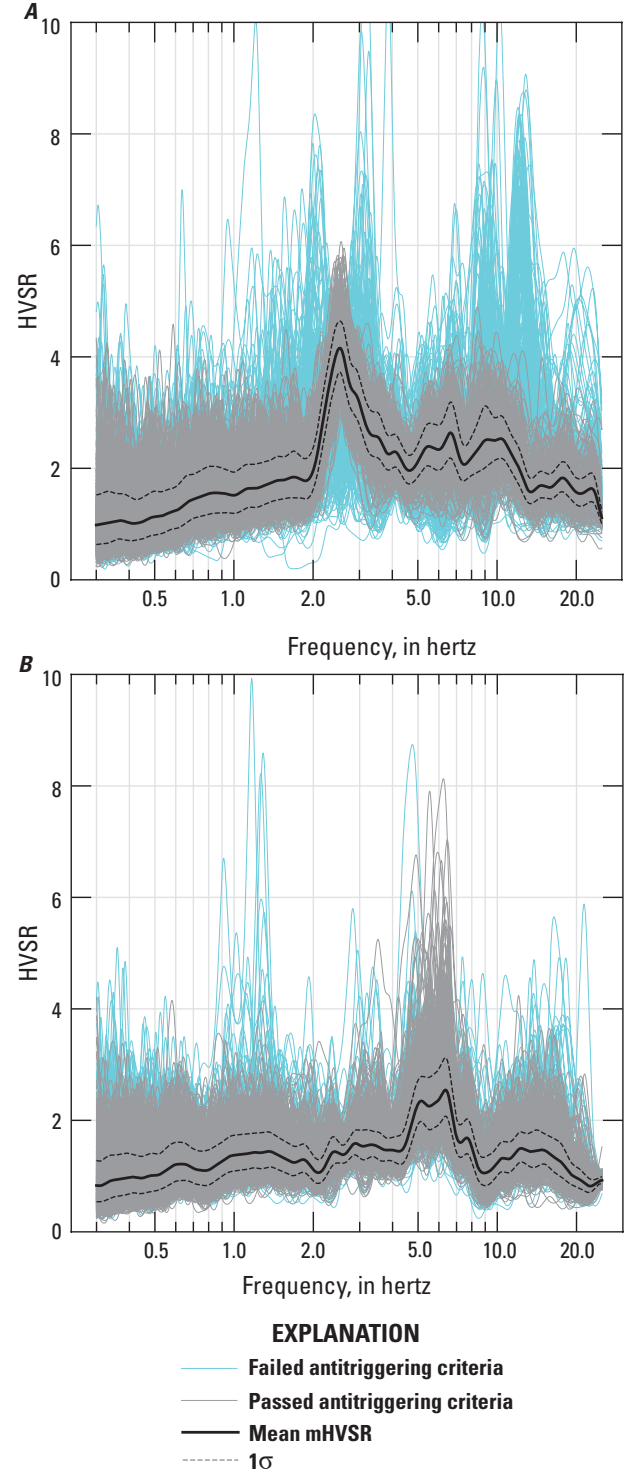 A
10
8
6
4
2
0
HVSR
0.5 1.0 2.0 5.0 10.0 20.0
Frequency, in hertz
B
10
8
6
4
2
0
HVSR
0.5 1.0 2.0 5.0 10.0 20.0
Frequency, in hertz
EXPLANATION
Failed antitriggering criteria
Passed antitriggering criteria
Mean mHVSR
1σ